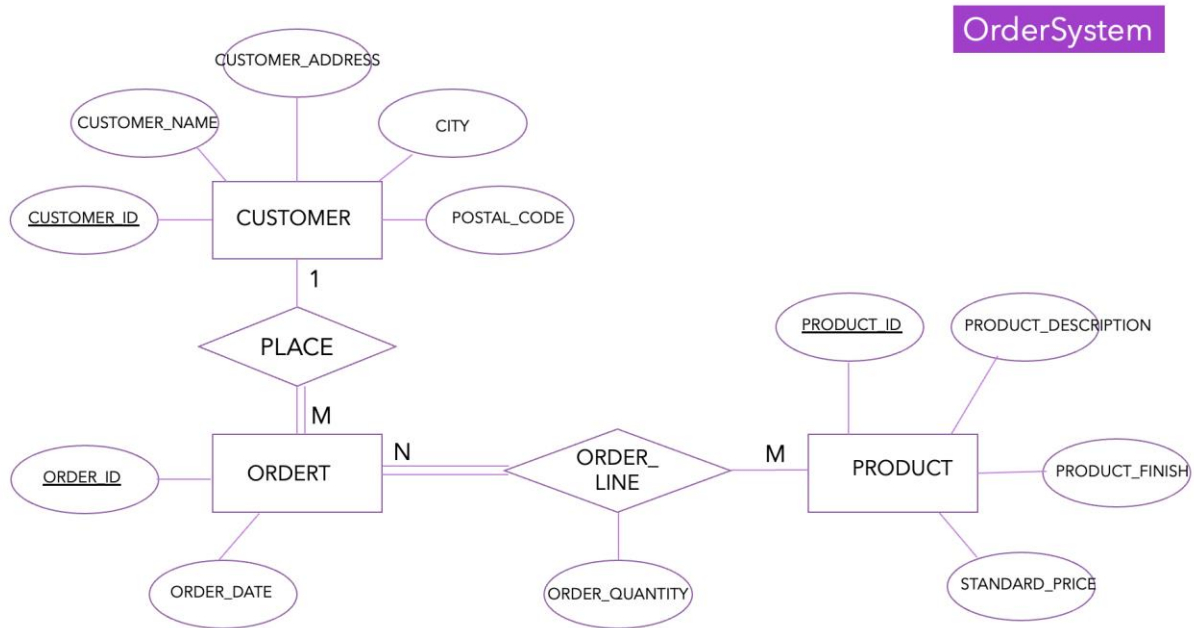 OrderSystem
CUSTOMER_ADDRESS
CUSTOMER_NAME
CITY
CUSTOMER_ID
CUSTOMER
POSTAL_CODE
1
PLACE
PRODUCT_ID
PRODUCT_DESCRIPTION
M
N
ORDER_ID
ORDERT
ORDER_
LINE
M
PRODUCT
PRODUCT_FINISH
ORDER_DATE
ORDER_QUANTITY
STANDARD_PRICE